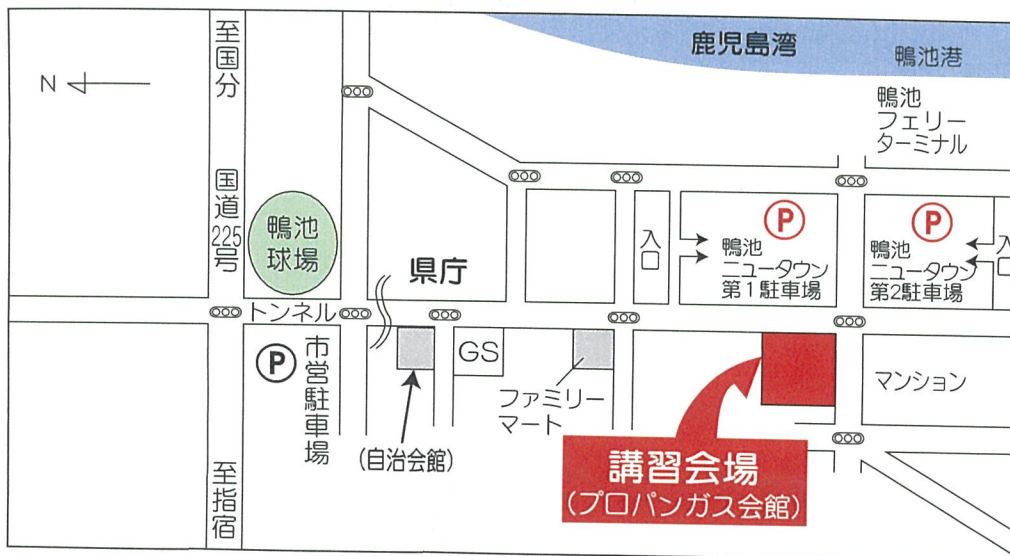 N
至国分
国道225号
至指宿
鴨池
球場
トンネル
P
市営駐車場
県庁
(自治会館)
GS
ファミリー
マート
鹿児島湾
鴨池港
鴨池
フェリー
ターミナル
入口
P
鴨池
ニュータウン
第1駐車場
P
鴨池
ニュータウン
第2駐車場
入口
マンション
講習会場
(プロパンガス会館)